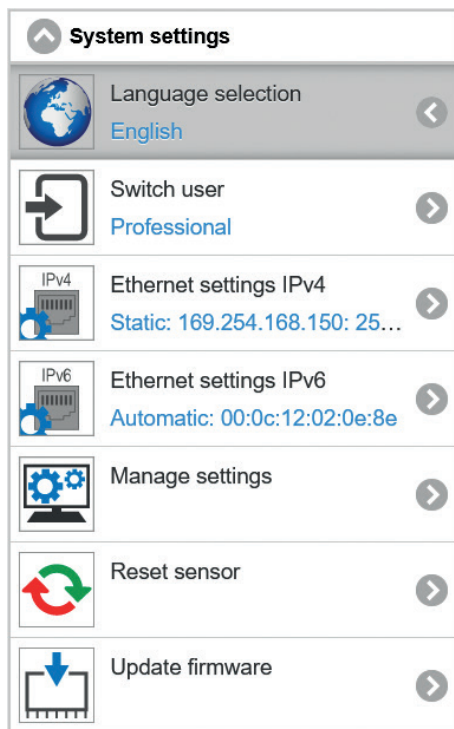 System settings
Language selection
English
Switch user
Professional
IPv4
Ethernet settings IPv4
Static: 169.254.168.150: 25...
IPv6
Ethernet settings IPv6
Automatic: 00:0c:12:02:0e:8e
Manage settings
Reset sensor
Update firmware